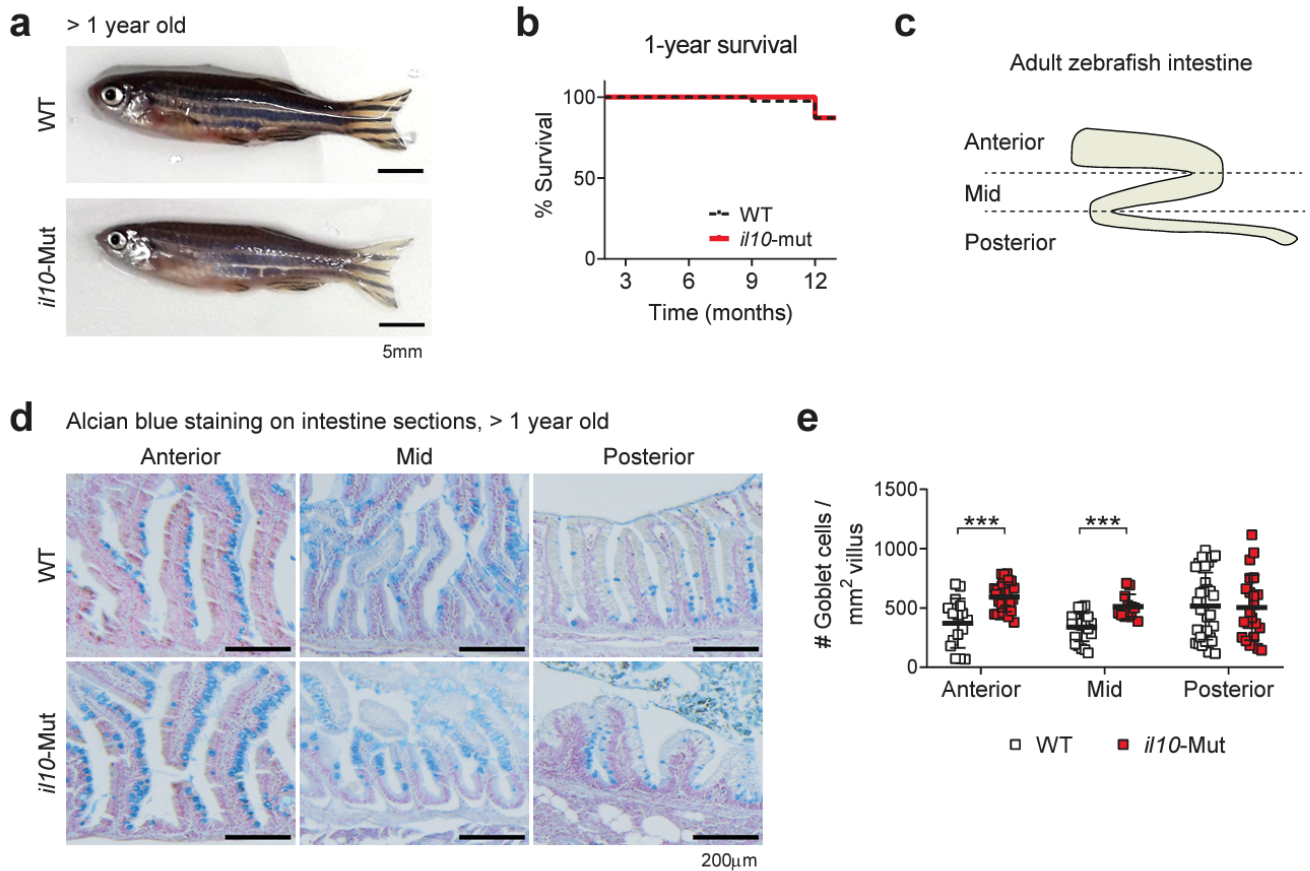 a
> 1 year old
WT
il10-Mut
5mm
b
1-year survival
% Survival
100
50
0
3 6 9 12
Time (months)
WT
il10-mut
c
Adult zebrafish intestine
Anterior
Mid
Posterior
d
Alcian blue staining on intestine sections, > 1 year old
Anterior Mid Posterior
WT
il10-Mut
200μm
e
# Goblet cells /
mm² villus
1500
1000
500
0
*** ***
Anterior Mid Posterior
WT il10-Mut